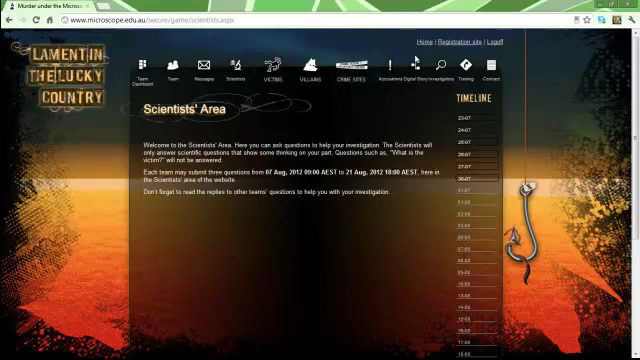 Murder under the Microscope
www.microscope.edu.au/secure/game/scientists.aspx
Home | Registration site | Logoff
LAMENT IN
THE LUCKY
COUNTRY
Team Dashboard
Team
Messages
Scientists
VICTIMS
VILLAINS
CRIME SITES
Accusations
Digital Story
Investigators
Training
Contact
Scientists' Area
TIMELINE
Welcome to the Scientists' Area. Here you can ask questions to help your investigation. The Scientists will
only answer scientific questions that show some thinking on your part. Questions such as, "What is the
victim?" will not be answered.
Each team may submit three questions from 07 Aug, 2012 09:00 AEST to 21 Aug, 2012 18:00 AEST, here in
the Scientists' area of the website.
Don't forget to read the replies to other teams' questions to help you with your investigation.
23-07
24-07
25-07
26-07
27-07
30-07